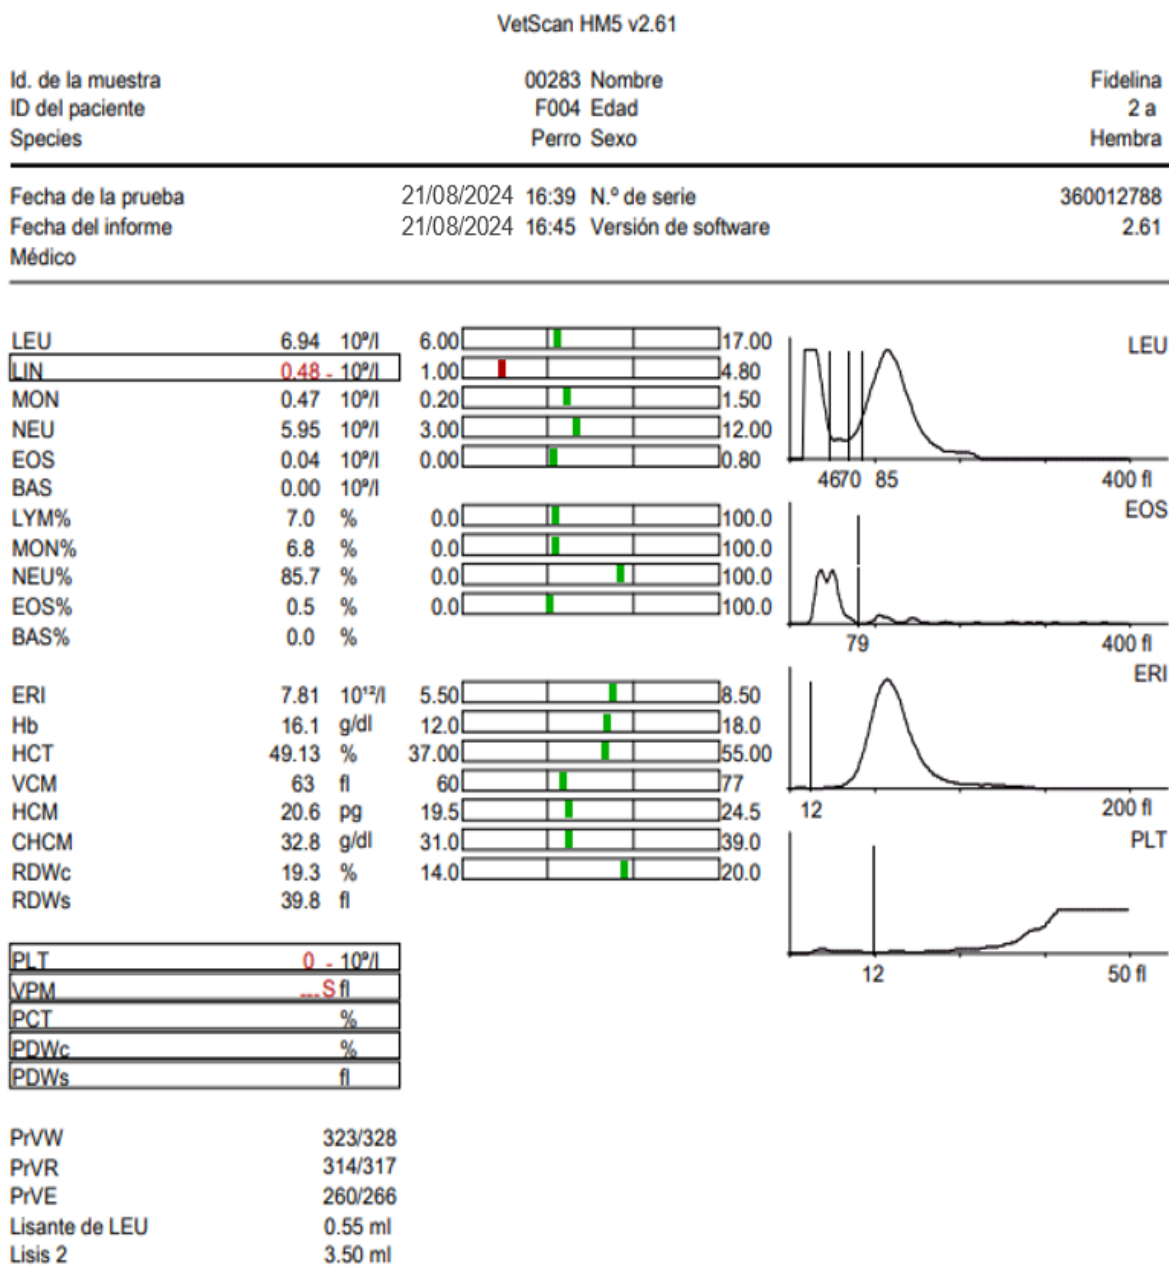 VetScan HM5 v2.61
Id. de la muestra 00283 Nombre Fidelina
ID del paciente F004 Edad 2 a
Species Perro Sexo Hembra
Fecha de la prueba 21/08/2024 16:39 N.º de serie 360012788
Fecha del informe 21/08/2024 16:45 Versión de software 2.61
Médico
LEU 6.94 10⁹/l 6.00 17.00
LIN 0.48 - 10⁹/l 1.00 4.80
MON 0.47 10⁹/l 0.20 1.50
NEU 5.95 10⁹/l 3.00 12.00
EOS 0.04 10⁹/l 0.00 0.80
BAS 0.00 10⁹/l
LYM% 7.0 % 0.0 100.0
MON% 6.8 % 0.0 100.0
NEU% 85.7 % 0.0 100.0
EOS% 0.5 % 0.0 100.0
BAS% 0.0 %
ERI 7.81 10¹²/l 5.50 8.50
Hb 16.1 g/dl 12.0 18.0
HCT 49.13 % 37.00 55.00
VCM 63 fl 60 77
HCM 20.6 pg 19.5 24.5
CHCM 32.8 g/dl 31.0 39.0
RDWc 19.3 % 14.0 20.0
RDWs 39.8 fl
PLT 0 - 10⁹/l
VPM ---S fl
PCT %
PDWc %
PDWs fl
PrVW 323/328
PrVR 314/317
PrVE 260/266
Lisante de LEU 0.55 ml
Lisis 2 3.50 ml
LEU
4670 85 400 fl
EOS
79 400 fl
ERI
12 200 fl
PLT
12 50 fl